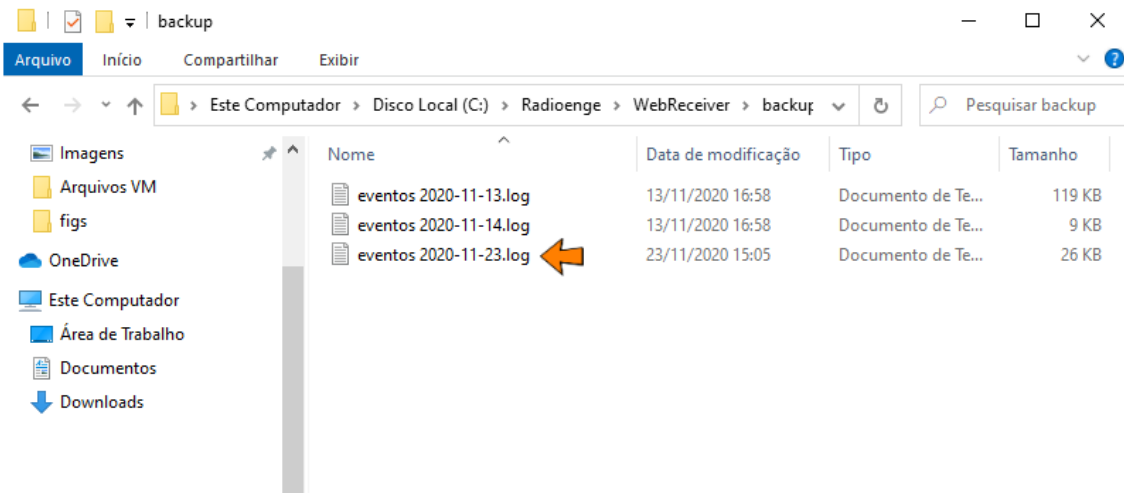 backup
Arquivo Início Compartilhar Exibir
Este Computador Disco Local (C:) Radioenge WebReceiver backup Pesquisar backup
Imagens
Arquivos VM
figs
OneDrive
Este Computador
Área de Trabalho
Documentos
Downloads
Nome Data de modificação Tipo Tamanho
eventos 2020-11-13.log 13/11/2020 16:58 Documento de Te... 119 KB
eventos 2020-11-14.log 13/11/2020 16:58 Documento de Te... 9 KB
eventos 2020-11-23.log 23/11/2020 15:05 Documento de Te... 26 KB